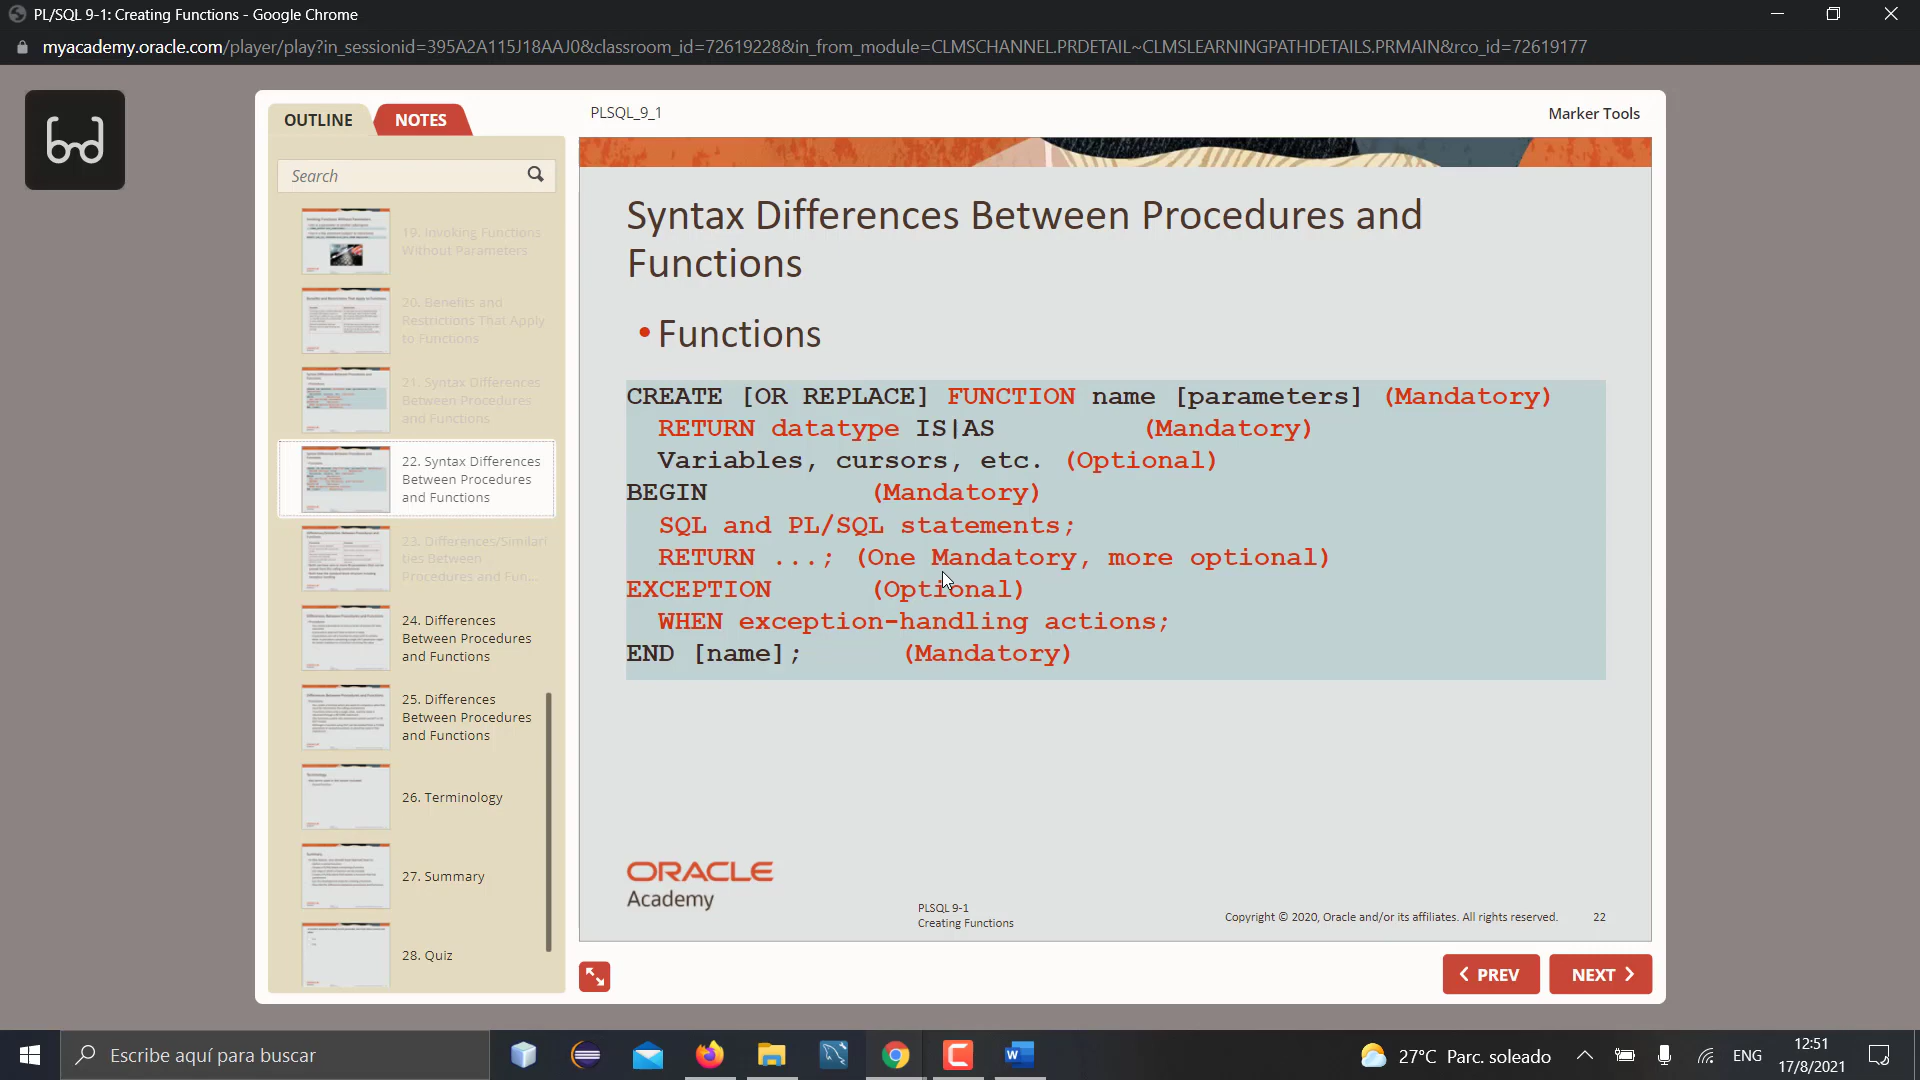 PL/SQL 9-1: Creating Functions - Google Chrome
myacademy.oracle.com/player/play?in_sessionid=395A2A115J18AAJ0&classroom_id=72619228&in_from_module=CLMSCHANNEL.PRDETAIL~CLMSLEARNINGPATHDETAILS.PRMAIN&rco_id=72619177
OUTLINE
NOTES
PLSQL_9_1
Marker Tools
Search
19. Invoking Functions
Without Parameters
20. Benefits and
Restrictions That Apply
to Functions
21. Syntax Differences
Between Procedures
and Functions
22. Syntax Differences
Between Procedures
and Functions
23. Differences/Similari
ties Between
Procedures and Fun...
24. Differences
Between Procedures
and Functions
25. Differences
Between Procedures
and Functions
26. Terminology
27. Summary
28. Quiz
Syntax Differences Between Procedures and
Functions
• Functions
CREATE [OR REPLACE] FUNCTION name [parameters] (Mandatory)
RETURN datatype IS|AS (Mandatory)
Variables, cursors, etc. (Optional)
BEGIN (Mandatory)
SQL and PL/SQL statements;
RETURN ...; (One Mandatory, more optional)
EXCEPTION (Optional)
WHEN exception-handling actions;
END [name]; (Mandatory)
ORACLE
Academy
PLSQL 9-1
Creating Functions
Copyright © 2020, Oracle and/or its affiliates. All rights reserved.
22
PREV
NEXT
Escribe aquí para buscar
27°C Parc. soleado
ENG
12:51
17/8/2021